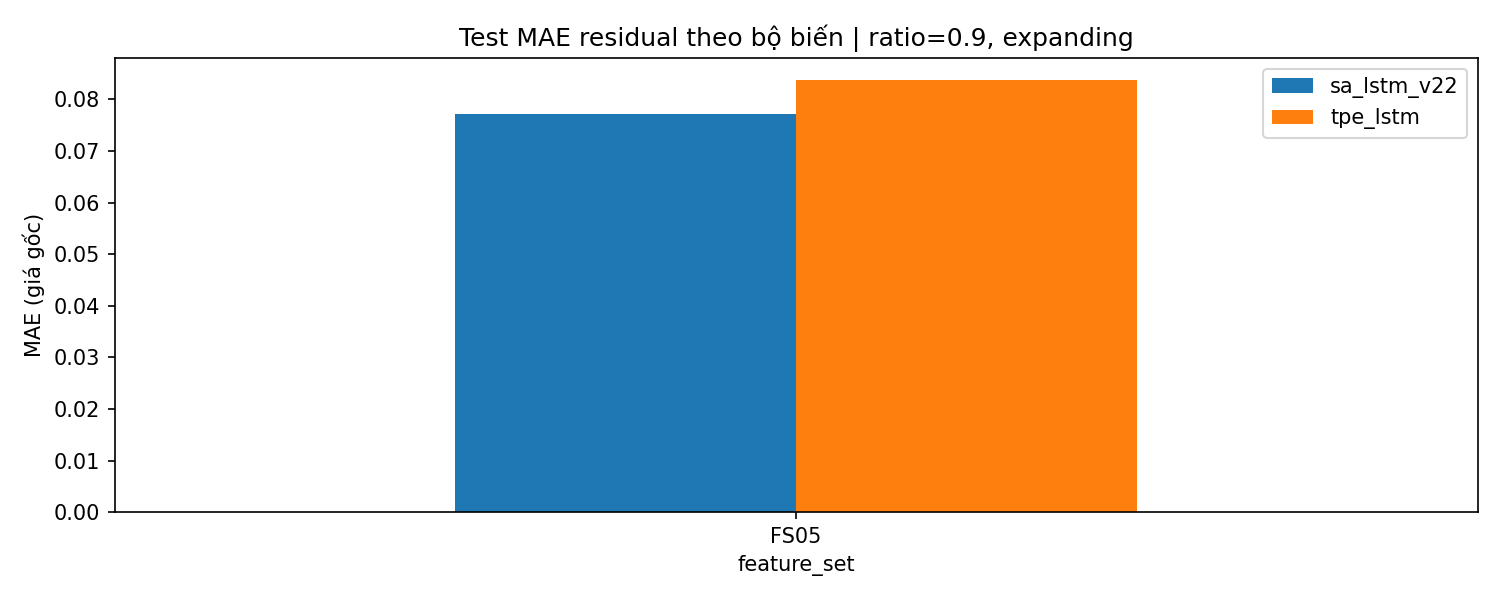 Test MAE residual theo bộ biến | ratio=0.9, expanding
sa_lstm_v22
tpe_lstm
MAE (giá gốc)
0.08
0.07
0.06
0.05
0.04
0.03
0.02
0.01
0.00
FS05
feature_set